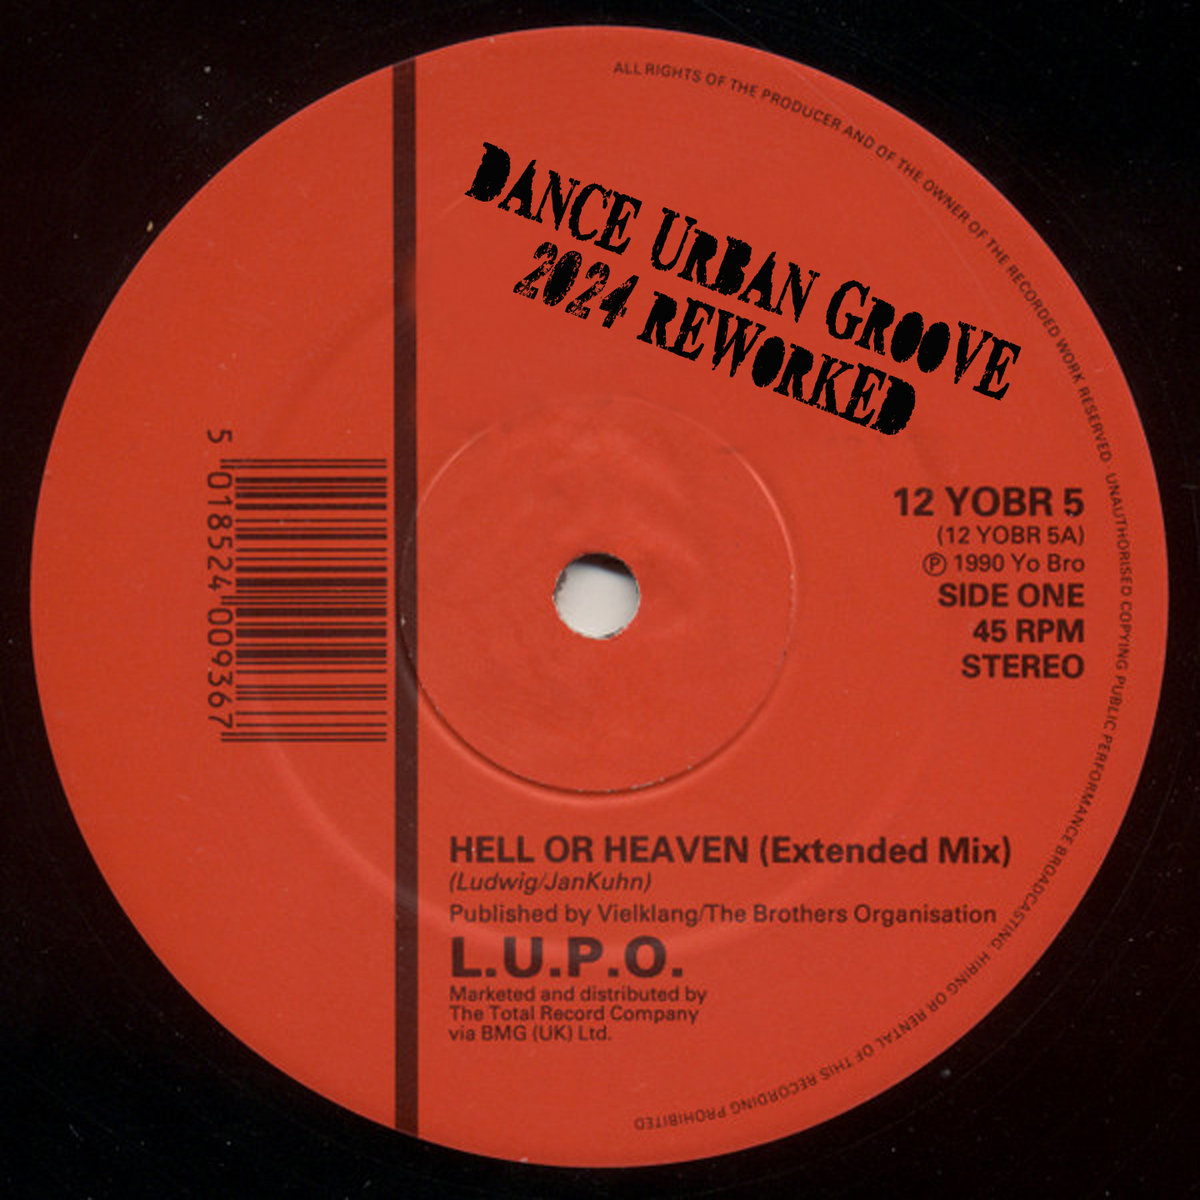 ALL RIGHTS OF THE PRODUCER AND OF THE OWNER OF THE RECORDED WORK RESERVED · UNAUTHORISED COPYING PUBLIC PERFORMANCE BROADCASTING, HIRING OR RENTAL OF THIS RECORDING PROHIBITED
DANCE URBAN GROOVE
2024 REWORKED
5 018524 009367
12 YOBR 5
(12 YOBR 5A)
℗ 1990 Yo Bro
SIDE ONE
45 RPM
STEREO
HELL OR HEAVEN (Extended Mix)
(Ludwig/JanKuhn)
Published by Vielklang/The Brothers Organisation
L.U.P.O.
Marketed and distributed by
The Total Record Company
via BMG (UK) Ltd.